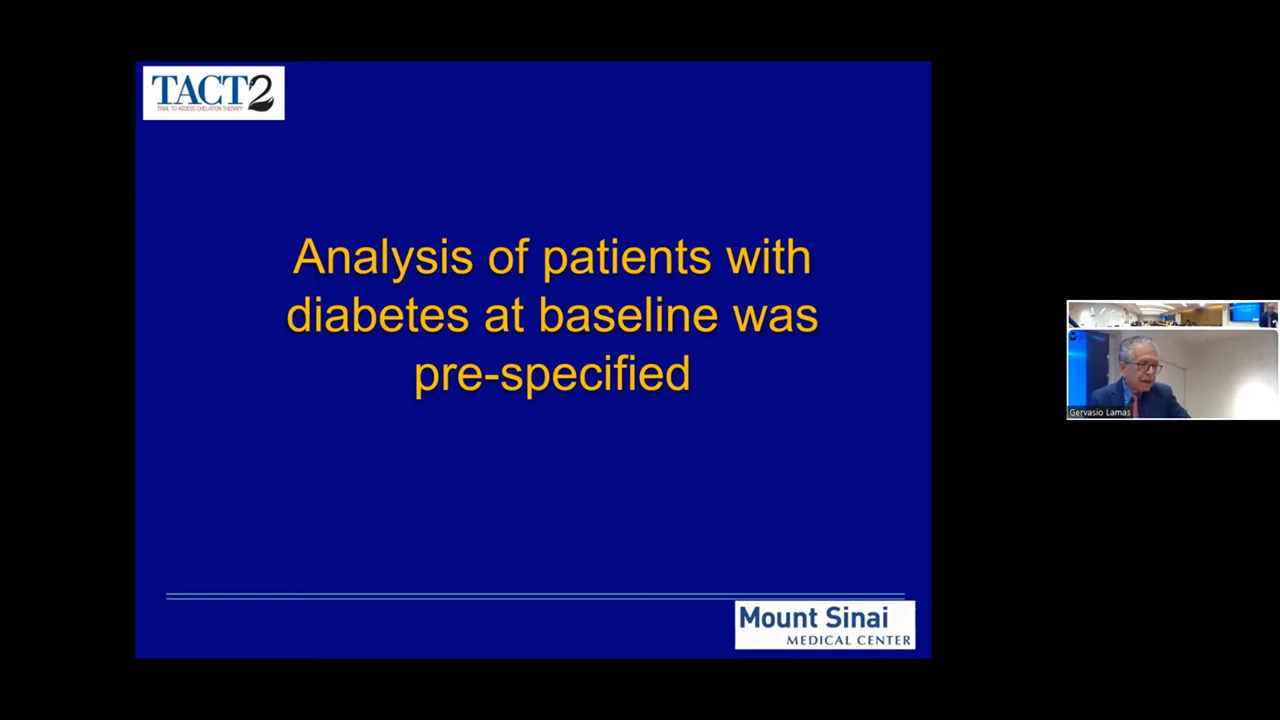 TACT2
TRIAL TO ASSESS CHELATION THERAPY
Analysis of patients with
diabetes at baseline was
pre-specified
Mount Sinai
MEDICAL CENTER
Gervasio Lamas